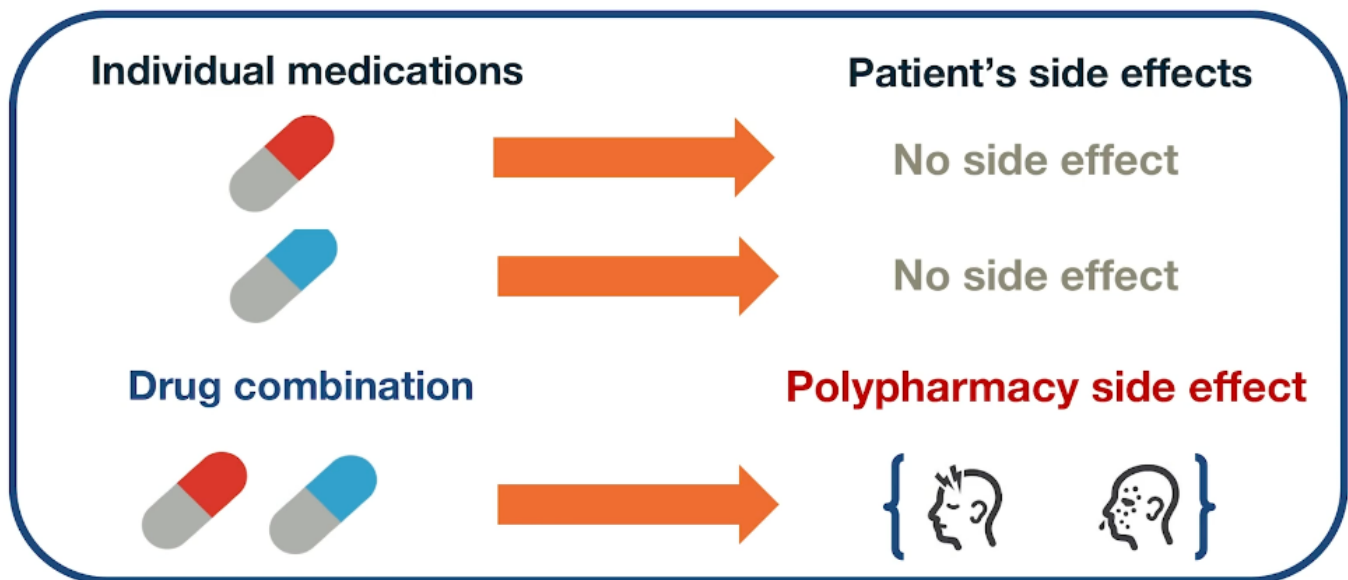 Individual medications
Patient's side effects
No side effect
No side effect
Drug combination
Polypharmacy side effect